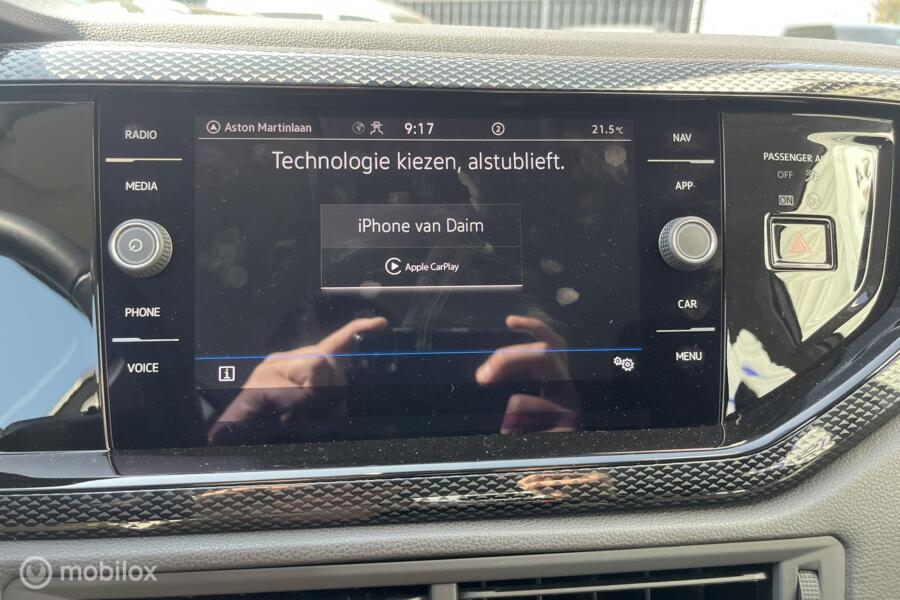 RADIO
MEDIA
PHONE
VOICE
Aston Martinlaan
9:17
2
21.5°C
Technologie kiezen, alstublieft.
iPhone van Daim
Apple CarPlay
i
NAV
APP
CAR
MENU
PASSENGER
OFF
ON
mobilox